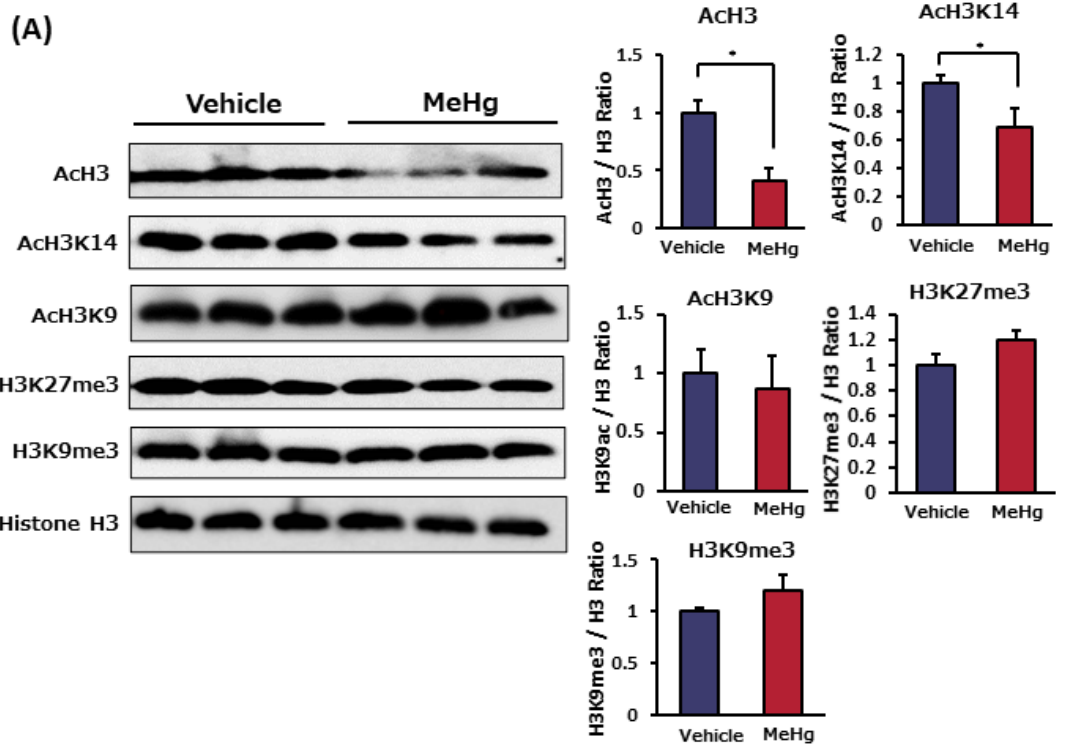 (A)
Vehicle MeHg
AcH3
AcH3K14
AcH3K9
H3K27me3
H3K9me3
Histone H3
AcH3
AcH3 / H3 Ratio
1.5
1
0.5
0
*
Vehicle MeHg
AcH3K14
AcH3K14 / H3 Ratio
1.2
1
0.8
0.6
0.4
0.2
0
*
Vehicle MeHg
AcH3K9
H3K9ac / H3 Ratio
1.5
1
0.5
0
Vehicle MeHg
H3K27me3
H3K27me3 / H3 Ratio
1.4
1.2
1
0.8
0.6
0.4
0.2
0
Vehicle MeHg
H3K9me3
H3K9me3 / H3 Ratio
1.5
1
0.5
0
Vehicle MeHg